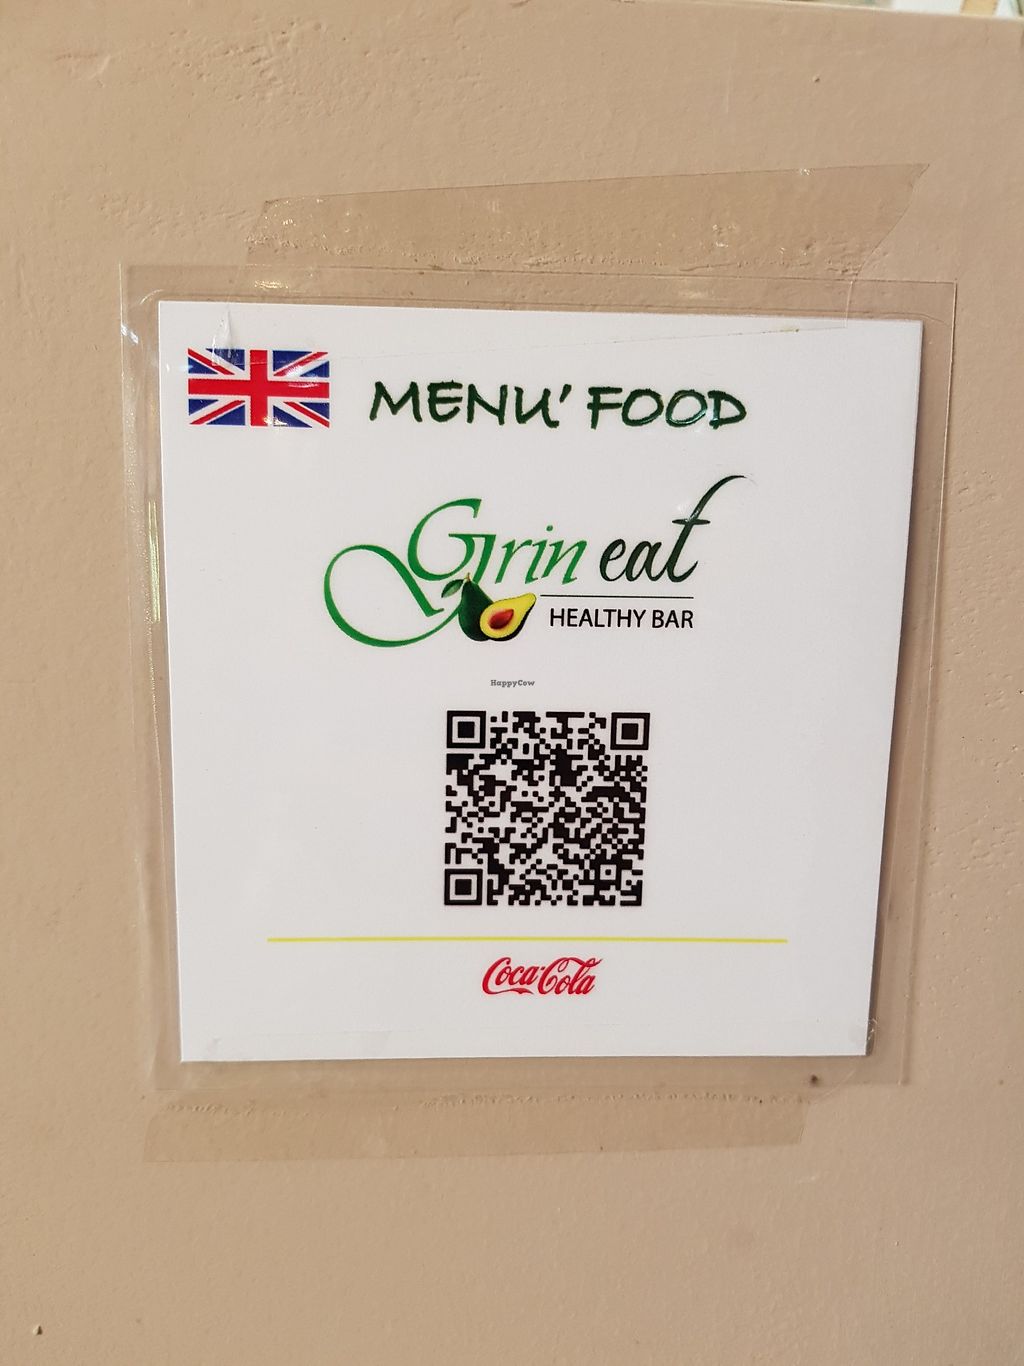 MENU' FOOD
Grin eat
HEALTHY BAR
HappyCow
Coca-Cola